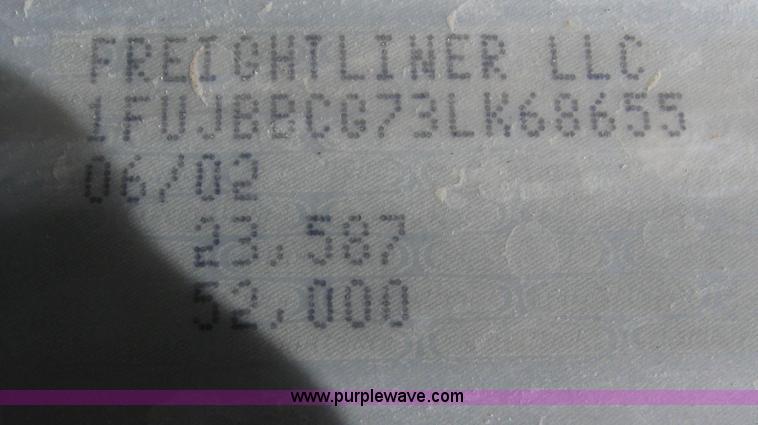 FREIGHTLINER LLC
1FUJBBCG73LK68655
06/02
23,587
52,000
www.purplewave.com